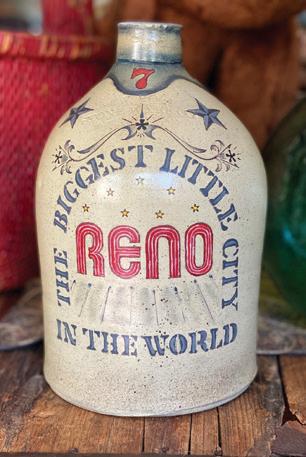 7
THE BIGGEST LITTLE CITY
RENO
IN THE WORLD